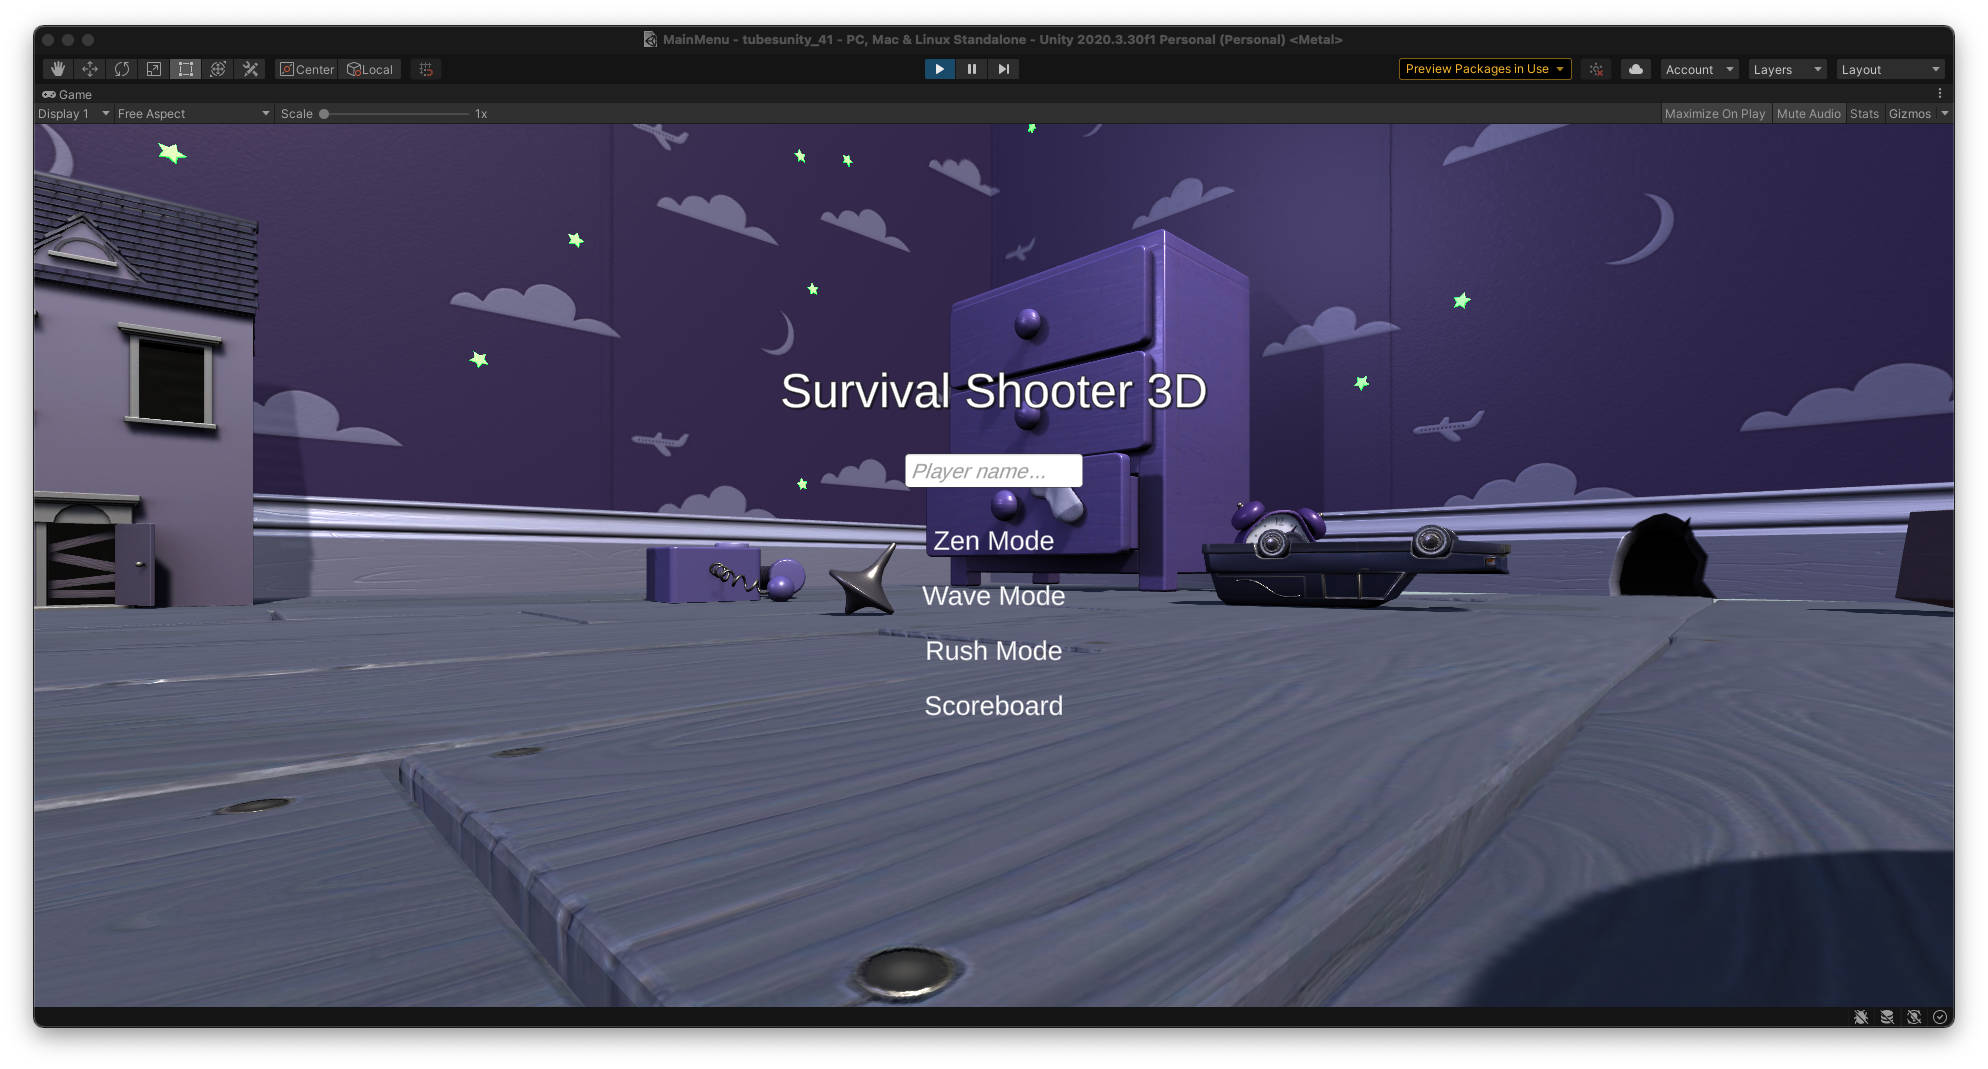 MainMenu - tubesunity_41 - PC, Mac & Linux Standalone - Unity 2020.3.30f1 Personal (Personal) <Metal>
Center Local Preview Packages in Use Account Layers Layout
Game
Display 1 Free Aspect Scale 1x Maximize On Play Mute Audio Stats Gizmos
Survival Shooter 3D
Player name...
Zen Mode
Wave Mode
Rush Mode
Scoreboard